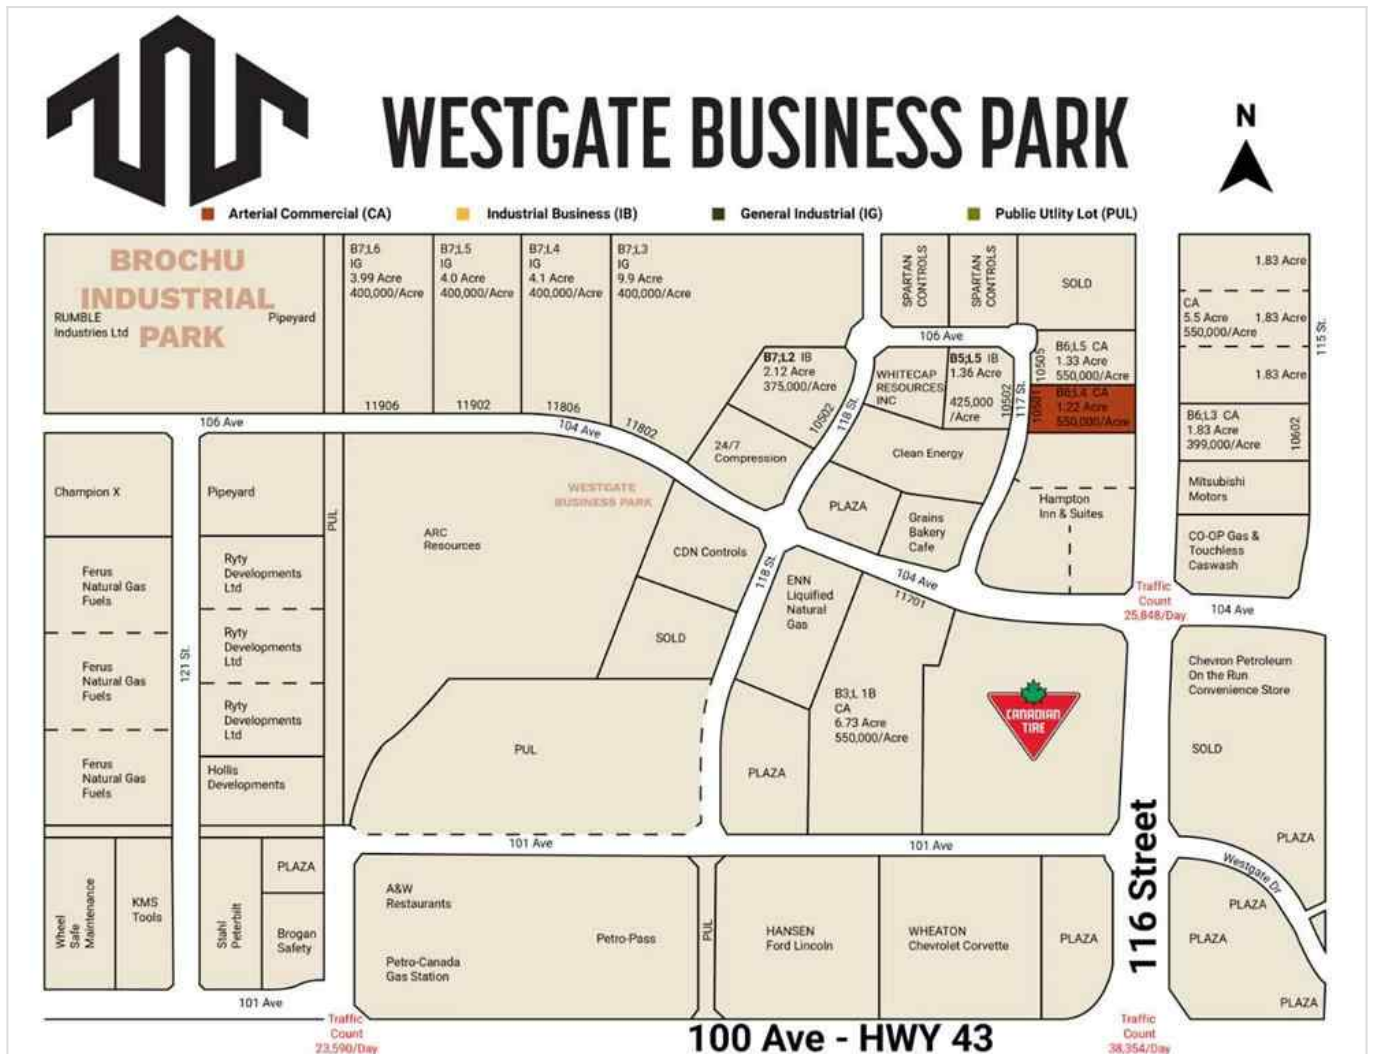 WESTGATE BUSINESS PARK
N
Arterial Commercial (CA)
Industrial Business (IB)
General Industrial (IG)
Public Utlity Lot (PUL)
BROCHU
INDUSTRIAL
PARK
RUMBLE
Industries Ltd
Pipeyard
B7;L6
IG
3.99 Acre
400,000/Acre
B7;L5
IG
4.0 Acre
400,000/Acre
B7;L4
IG
4.1 Acre
400,000/Acre
B7;L3
IG
9.9 Acre
400,000/Acre
SPARTAN
CONTROLS
SPARTAN
CONTROLS
SOLD
1.83 Acre
CA
5.5 Acre
550,000/Acre
1.83 Acre
1.83 Acre
115 St.
106 Ave
B7;L2 IB
2.12 Acre
375,000/Acre
WHITECAP
RESOURCES
INC
B5;L5 IB
1.36 Acre
425,000
/Acre
10502
117 St.
10505
B6;L5 CA
1.33 Acre
550,000/Acre
10501
B6;L4 CA
1.22 Acre
550,000/Acre
B6;L3 CA
1.83 Acre
399,000/Acre
10602
11906
11902
11806
11802
106 Ave
104 Ave
10502
118 St.
24/7
Compression
Clean Energy
WESTGATE
BUSINESS PARK
Champion X
Pipeyard
PUL
ARC
Resources
CDN Controls
PLAZA
Grains
Bakery
Cafe
Hampton
Inn & Suites
Mitsubishi
Motors
CO-OP Gas &
Touchless
Caswash
Ferus
Natural Gas
Fuels
Ryty
Developments
Ltd
118 St.
ENN
Liquified
Natural
Gas
104 Ave
11701
Traffic
Count
25,848/Day
104 Ave
121 St.
Ferus
Natural Gas
Fuels
Ryty
Developments
Ltd
SOLD
Ryty
Developments
Ltd
B3;L 1B
CA
6.73 Acre
550,000/Acre
CANADIAN
TIRE
Chevron Petroleum
On the Run
Convenience Store
SOLD
PUL
PLAZA
Ferus
Natural Gas
Fuels
Hollis
Developments
PLAZA
101 Ave
101 Ave
116 Street
Westgate Dr
Wheel
Safe
Maintenance
KMS
Tools
Stahl
Peterbilt
PLAZA
Brogan
Safety
A&W
Restaurants
Petro-Canada
Gas Station
Petro-Pass
PUL
HANSEN
Ford Lincoln
WHEATON
Chevrolet Corvette
PLAZA
PLAZA
PLAZA
PLAZA
101 Ave
Traffic
Count
23,590/Day
100 Ave - HWY 43
Traffic
Count
38,354/Day